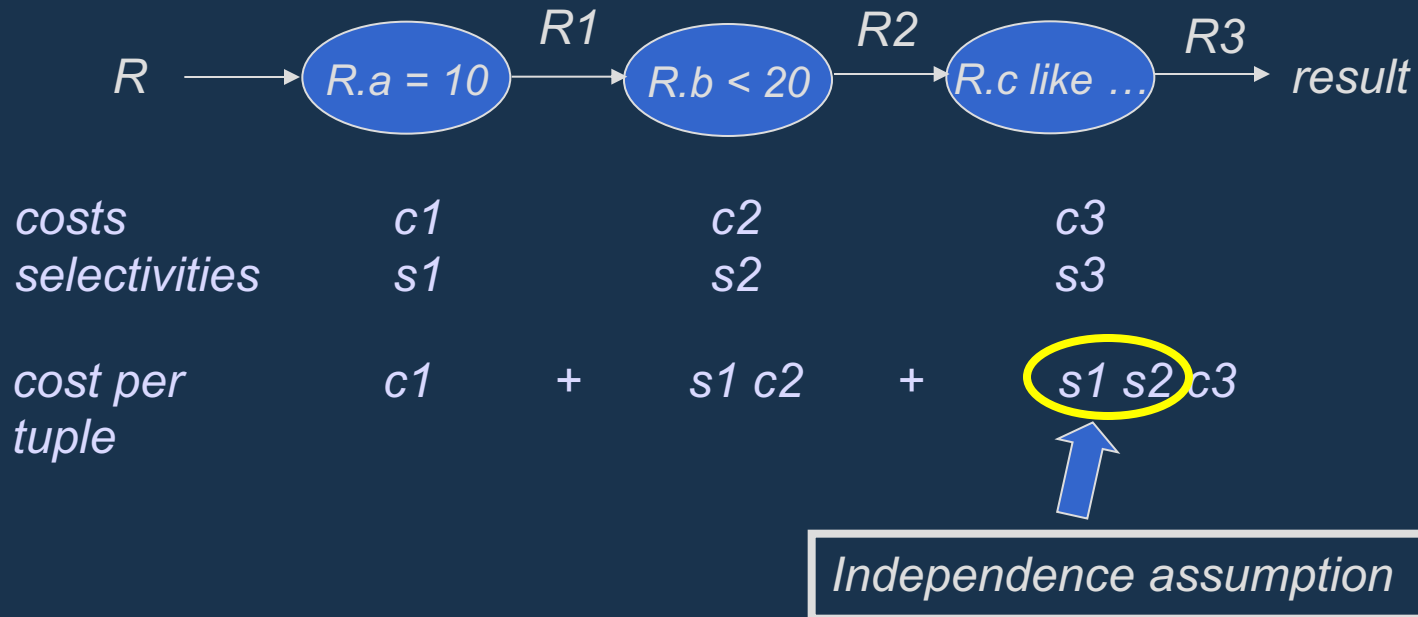 R R.a = 10 R1 R.b < 20 R2 R.c like … R3 result
costs c1 c2 c3
selectivities s1 s2 s3
cost per c1 + s1 c2 + s1 s2 c3
tuple
Independence assumption